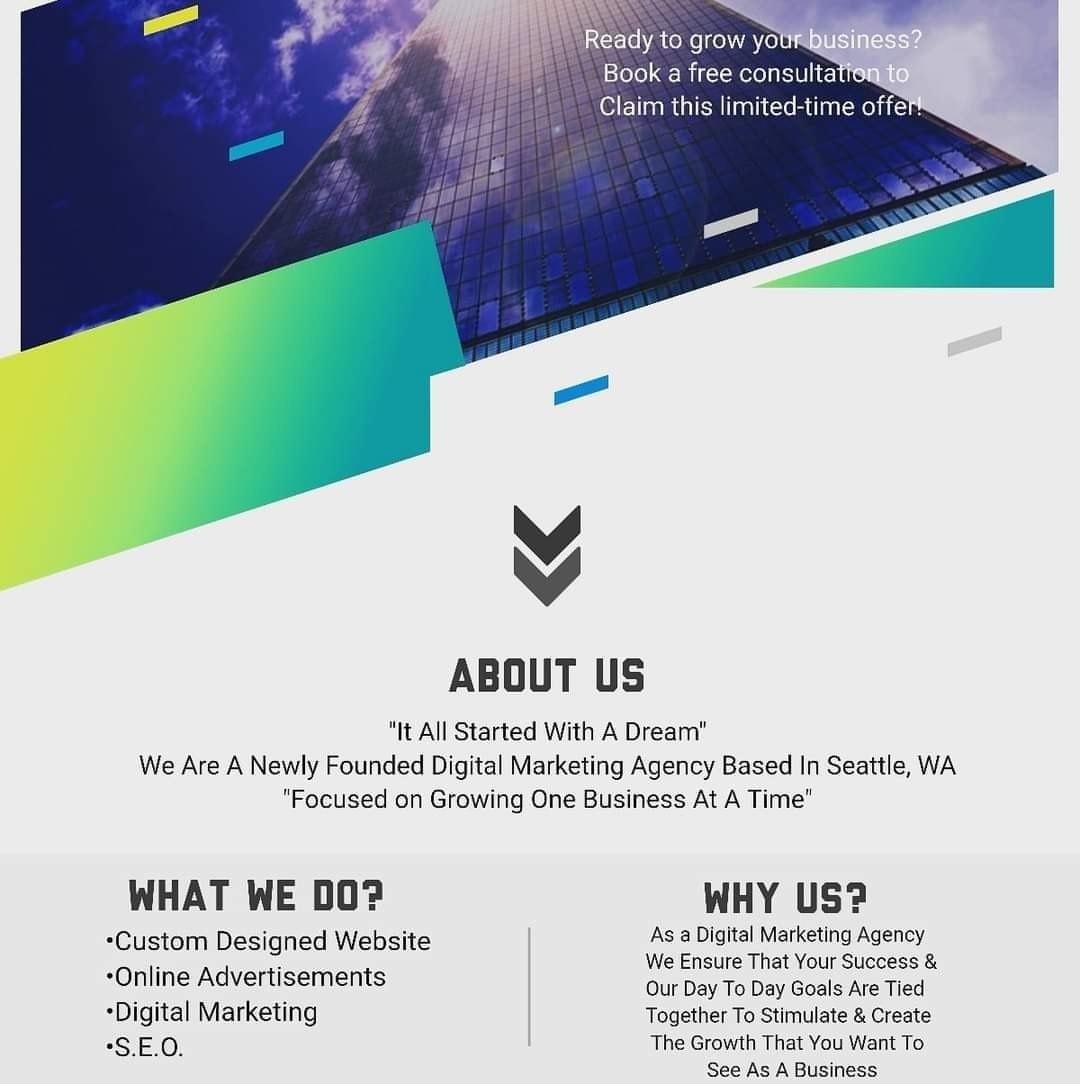 Ready to grow your business?
Book a free consultation to
Claim this limited-time offer!
ABOUT US
"It All Started With A Dream"
We Are A Newly Founded Digital Marketing Agency Based In Seattle, WA
"Focused on Growing One Business At A Time"
WHAT WE DO?
•Custom Designed Website
•Online Advertisements
•Digital Marketing
•S.E.O.
WHY US?
As a Digital Marketing Agency
We Ensure That Your Success &
Our Day To Day Goals Are Tied
Together To Stimulate & Create
The Growth That You Want To
See As A Business